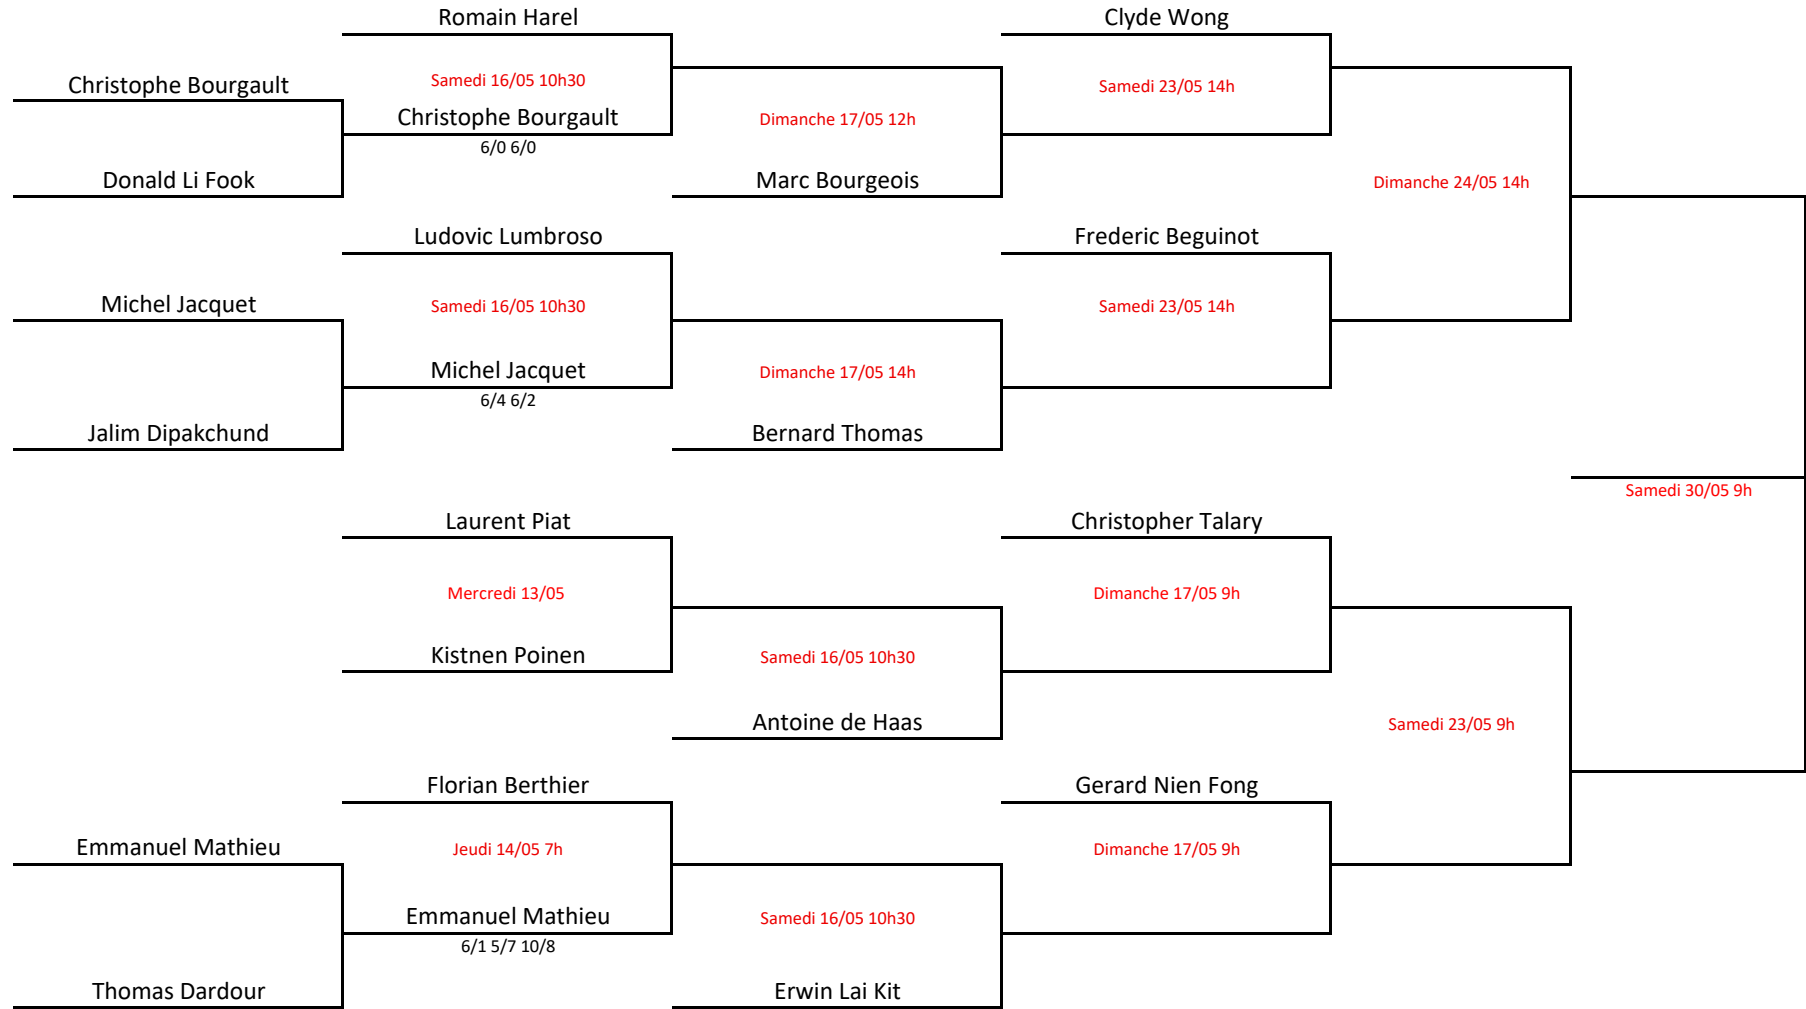 Romain Harel
Clyde Wong
Christophe Bourgault
Samedi 16/05 10h30
Samedi 23/05 14h
Christophe Bourgault
Dimanche 17/05 12h
6/0 6/0
Donald Li Fook
Marc Bourgeois
Dimanche 24/05 14h
Ludovic Lumbroso
Frederic Beguinot
Michel Jacquet
Samedi 16/05 10h30
Samedi 23/05 14h
Michel Jacquet
Dimanche 17/05 14h
6/4 6/2
Jalim Dipakchund
Bernard Thomas
Samedi 30/05 9h
Laurent Piat
Christopher Talary
Mercredi 13/05
Dimanche 17/05 9h
Kistnen Poinen
Samedi 16/05 10h30
Antoine de Haas
Samedi 23/05 9h
Florian Berthier
Gerard Nien Fong
Emmanuel Mathieu
Jeudi 14/05 7h
Dimanche 17/05 9h
Emmanuel Mathieu
Samedi 16/05 10h30
6/1 5/7 10/8
Thomas Dardour
Erwin Lai Kit